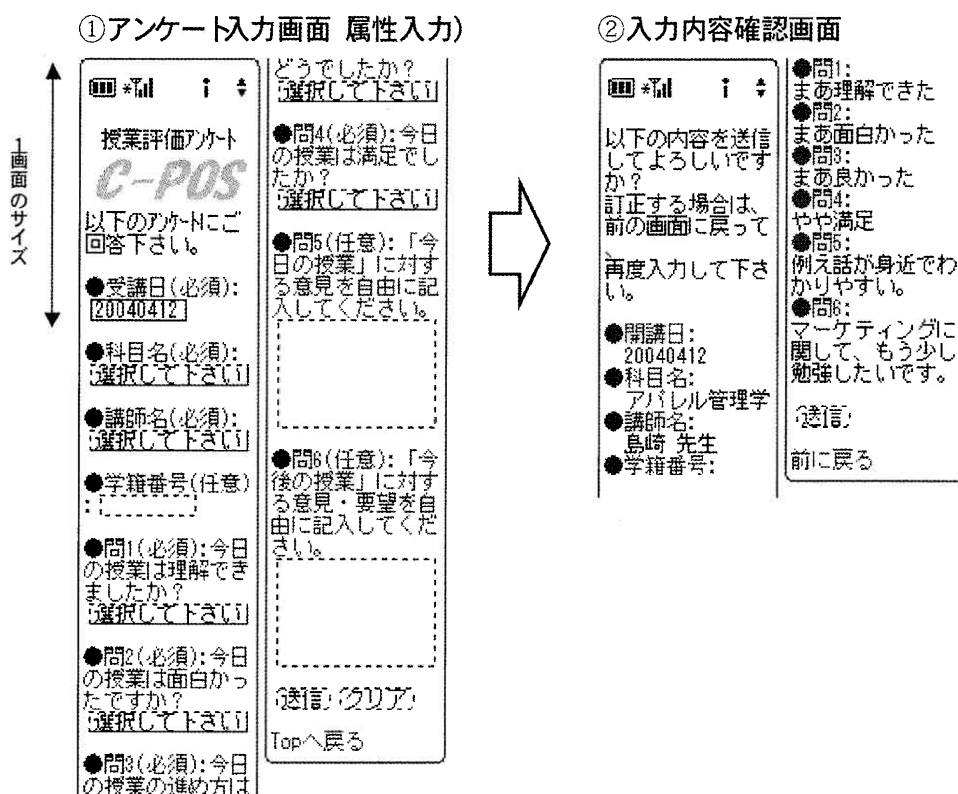 ①アンケート入力画面 属性入力)
1画面のサイズ
授業評価アンケート
C-POS
以下のアンケートにご
回答下さい。
●受講日(必須):
20040412
●科目名(必須):
選択して下さい
●講師名(必須):
選択して下さい
●学籍番号(任意)
:
●問1(必須):今日
の授業は理解でき
ましたか?
選択して下さい
●問2(必須):今日
の授業は面白かっ
たですか?
選択して下さい
●問3(必須):今日
の授業の進め方は
どうでしたか?
選択して下さい
●問4(必須):今日
の授業は満足でし
たか?
選択して下さい
●問5(任意):「今
日の授業」に対す
る意見を自由に記
入してください。
●問6(任意):「今
後の授業」に対す
る意見・要望を自
由に記入してくだ
さい。
送信 クリア
Topへ戻る
②入力内容確認画面
以下の内容を送信
してよろしいです
か?
訂正する場合は、
前の画面に戻って
再度入力して下さ
い。
●開講日:
20040412
●科目名:
アパレル管理学
●講師名:
島崎 先生
●学籍番号:
●問1:
まあ理解できた
●問2:
まあ面白かった
●問3:
まあ良かった
●問4:
やや満足
●問5:
例え話が身近でわ
かりやすい。
●問6:
マーケティングに
関して、もう少し
勉強したいです。
送信
前に戻る